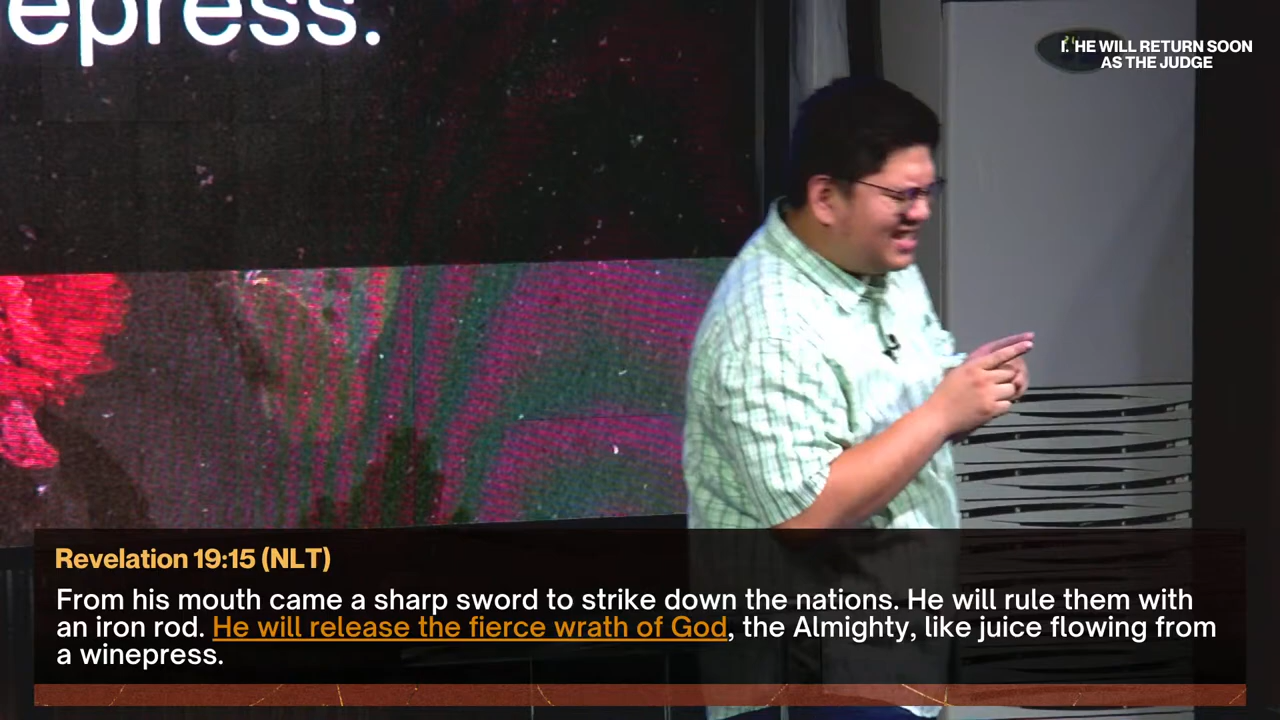 epress.
I. HE WILL RETURN SOON
AS THE JUDGE
Revelation 19:15 (NLT)
From his mouth came a sharp sword to strike down the nations. He will rule them with
an iron rod. He will release the fierce wrath of God, the Almighty, like juice flowing from
a winepress.